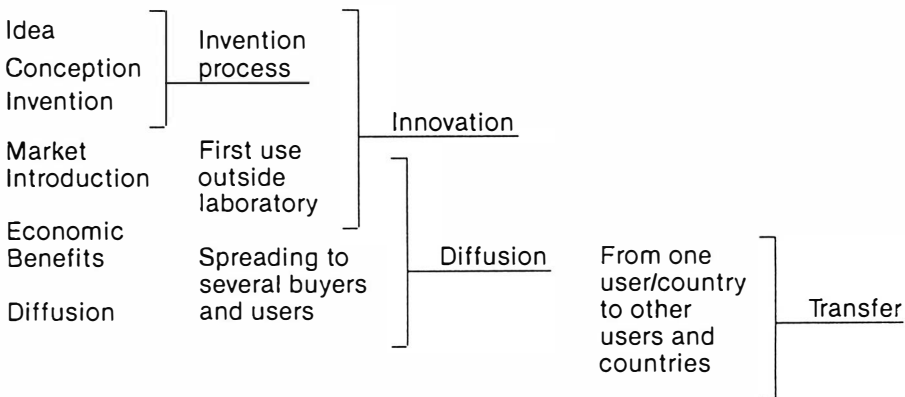 Idea
Conception
Invention
Market
Introduction
Economic
Benefits
Diffusion
Invention
process
First use
outside
laboratory
Spreading to
several buyers
and users
Innovation
Diffusion
From one
user/country
to other
users and
countries
Transfer